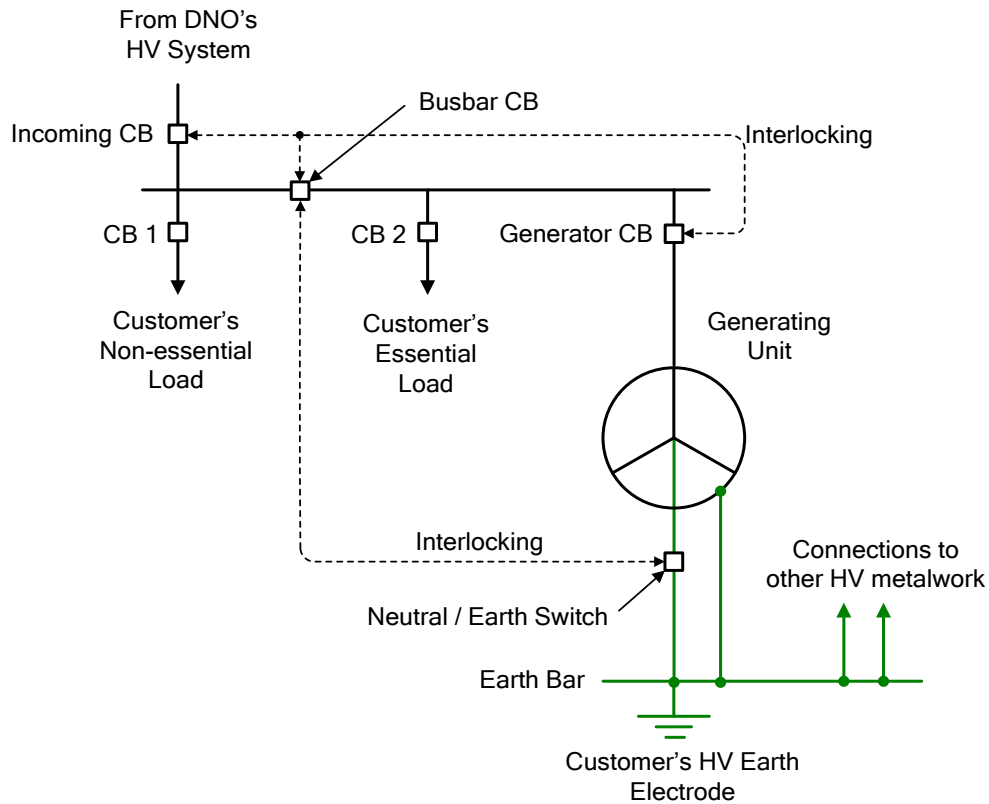 From DNO's
HV System
Busbar CB
Incoming CB
Interlocking
CB 1
CB 2
Generator CB
Customer's
Non-essential
Load
Customer's
Essential
Load
Generating
Unit
Interlocking
Connections to
other HV metalwork
Neutral / Earth Switch
Earth Bar
Customer's HV Earth
Electrode